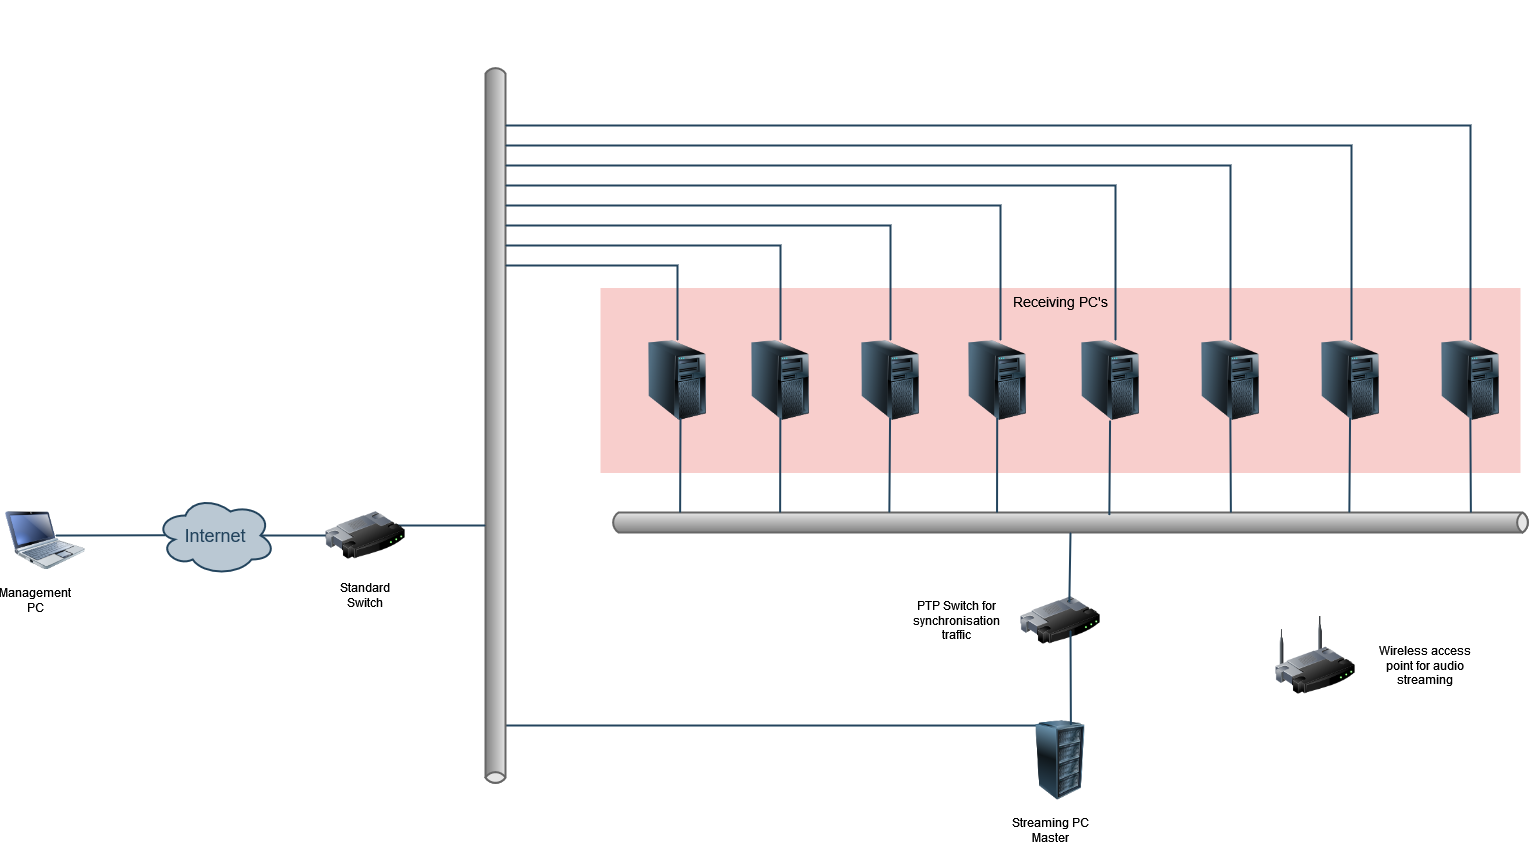 Receiving PC's
Internet
Management
PC
Standard
Switch
PTP Switch for
synchronisation
traffic
Wireless access
point for audio
streaming
Streaming PC
Master